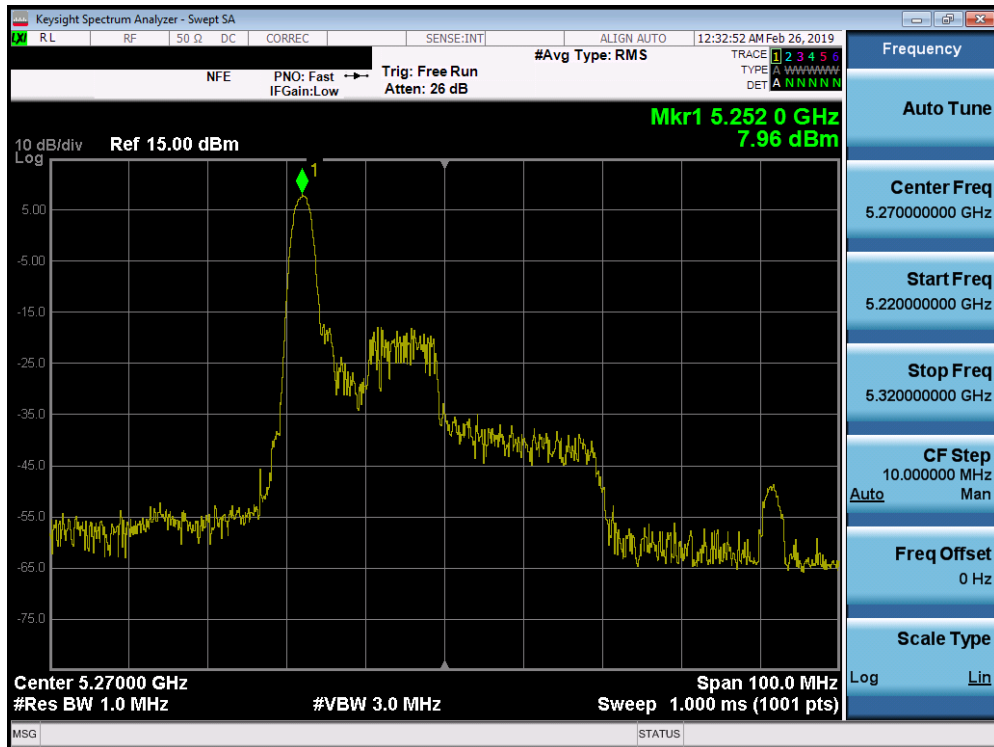 Keysight Spectrum Analyzer - Swept SA
LXI RL RF 50 Ω DC CORREC SENSE:INT ALIGN AUTO 12:32:52 AM Feb 26, 2019
#Avg Type: RMS TRACE 1 2 3 4 5 6
NFE PNO: Fast Trig: Free Run TYPE A W W W W W
IFGain:Low Atten: 26 dB DET A N N N N N
Mkr1 5.252 0 GHz
7.96 dBm
10 dB/div Ref 15.00 dBm
Log
1
5.00
-5.00
-15.0
-25.0
-35.0
-45.0
-55.0
-65.0
-75.0
Center 5.27000 GHz Span 100.0 MHz
#Res BW 1.0 MHz #VBW 3.0 MHz Sweep 1.000 ms (1001 pts)
MSG STATUS
Frequency
Auto Tune
Center Freq
5.270000000 GHz
Start Freq
5.220000000 GHz
Stop Freq
5.320000000 GHz
CF Step
10.000000 MHz
Auto Man
Freq Offset
0 Hz
Scale Type
Log Lin